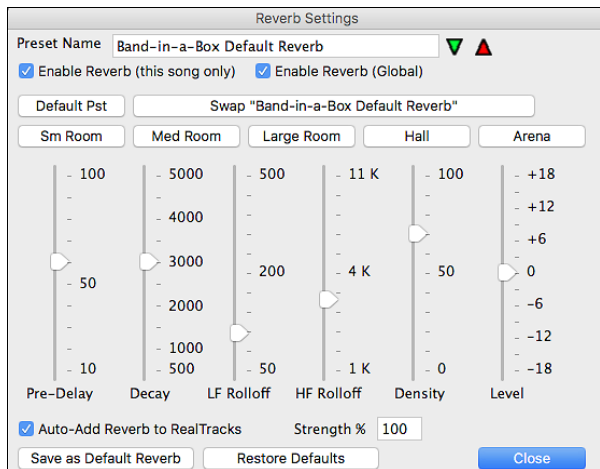 Reverb Settings
Preset Name Band-in-a-Box Default Reverb
Enable Reverb (this song only) Enable Reverb (Global)
Default Pst Swap "Band-in-a-Box Default Reverb"
Sm Room Med Room Large Room Hall Arena
100 5000 500 11 K 100 +18
4000 +12
+6
3000 200 4 K 50 0
50
2000 -6
1000 -12
10 500 50 1 K 0 -18
Pre-Delay Decay LF Rolloff HF Rolloff Density Level
Auto-Add Reverb to RealTracks Strength % 100
Save as Default Reverb Restore Defaults Close